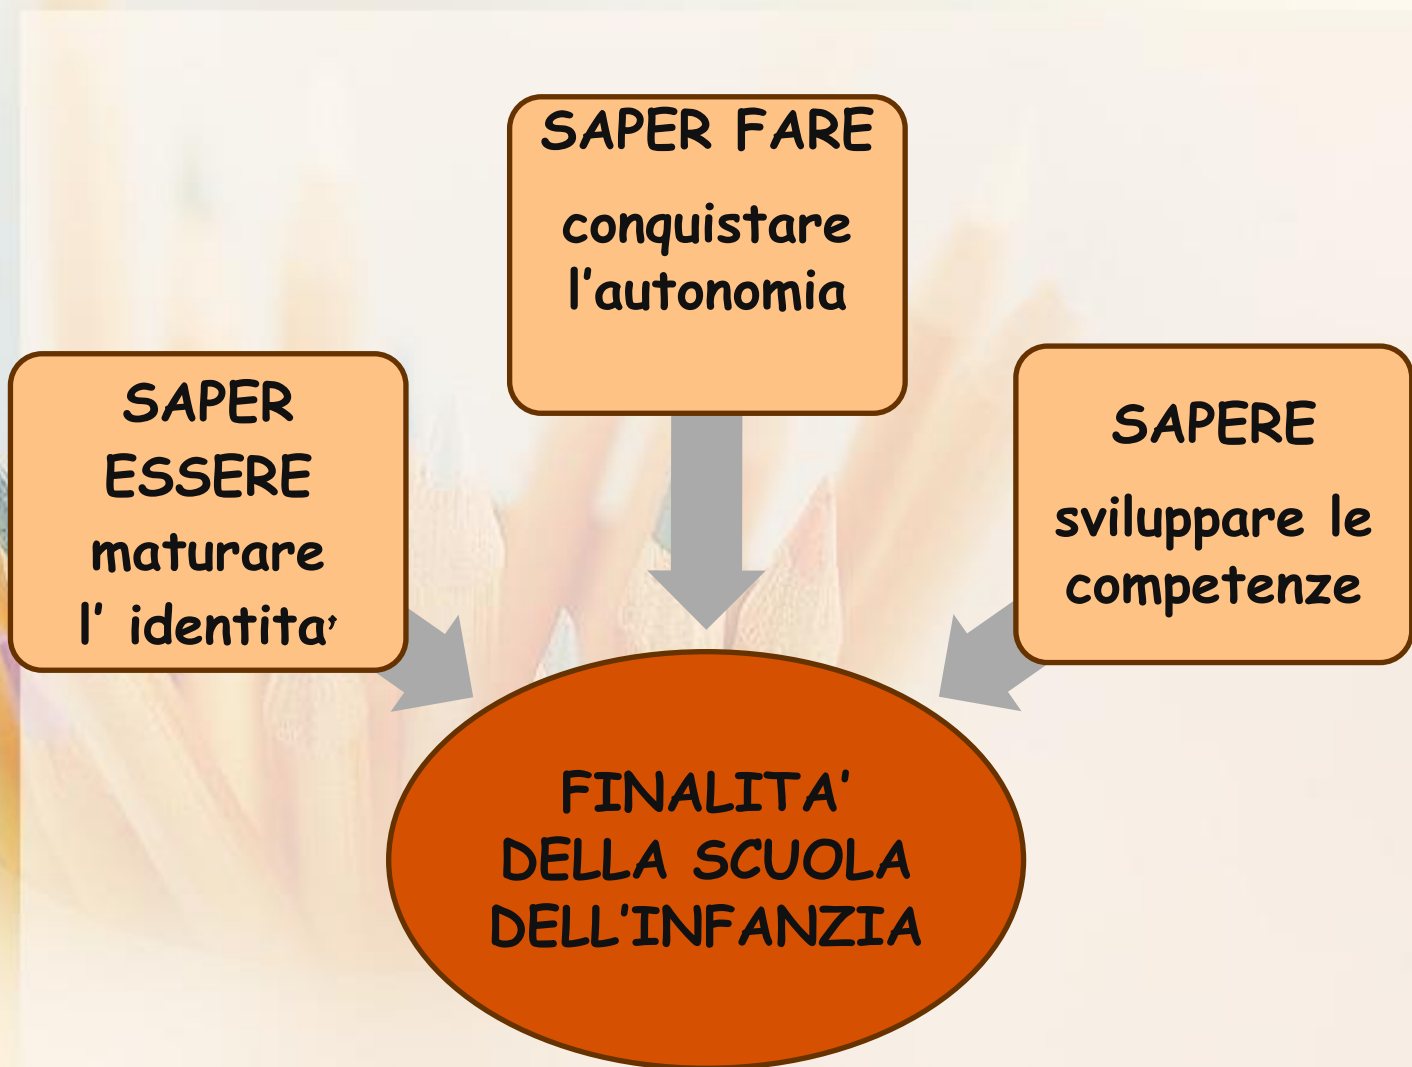 SAPER FARE
conquistare
l'autonomia
SAPER
ESSERE
maturare
l' identita'
SAPERE
sviluppare le
competenze
FINALITA'
DELLA SCUOLA
DELL'INFANZIA